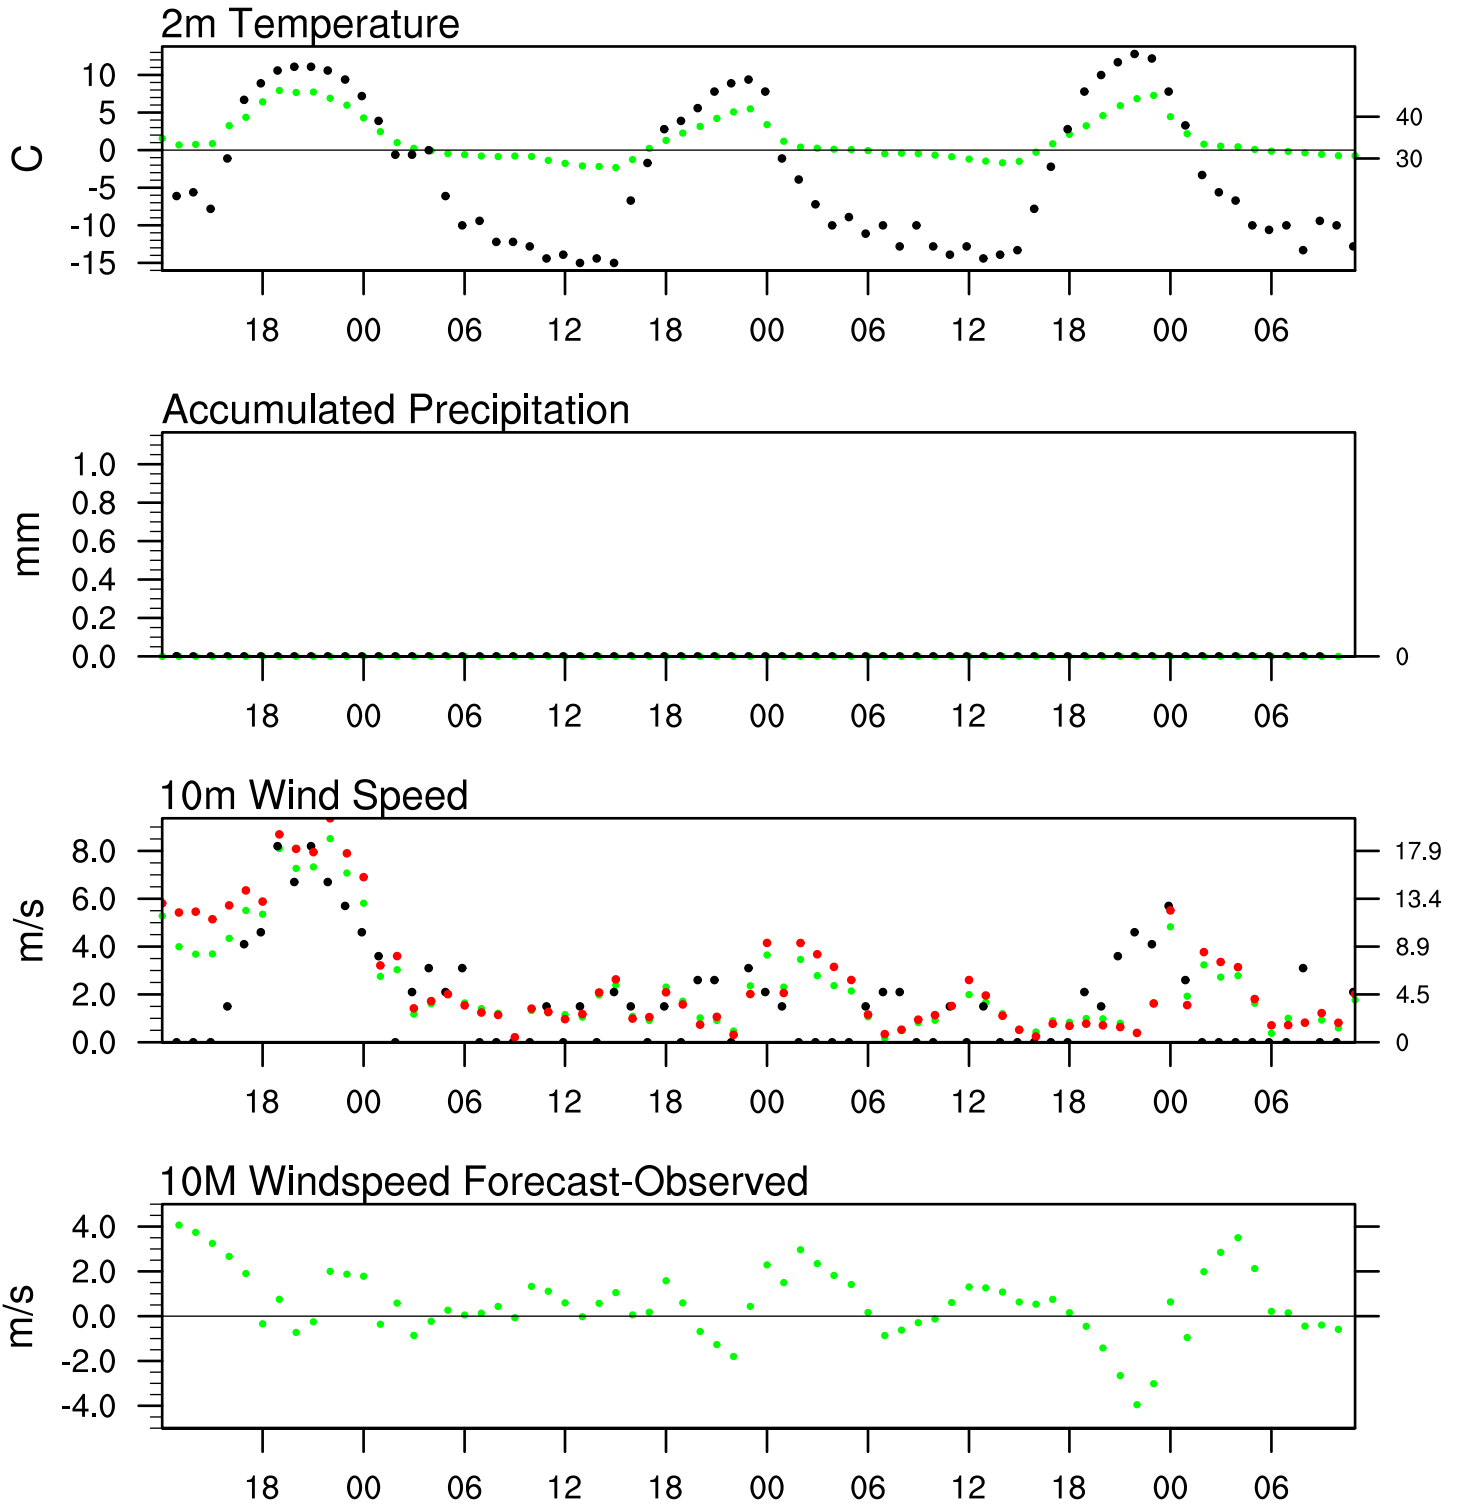 2m Temperature
10
5
0
-5
-10
-15
C
40
30
18 00 06 12 18 00 06 12 18 00 06
Accumulated Precipitation
1.0
0.8
0.6
0.4
0.2
0.0
mm
0
18 00 06 12 18 00 06 12 18 00 06
10m Wind Speed
8.0
6.0
4.0
2.0
0.0
m/s
17.9
13.4
8.9
4.5
0
18 00 06 12 18 00 06 12 18 00 06
10M Windspeed Forecast-Observed
4.0
2.0
0.0
-2.0
-4.0
m/s
18 00 06 12 18 00 06 12 18 00 06